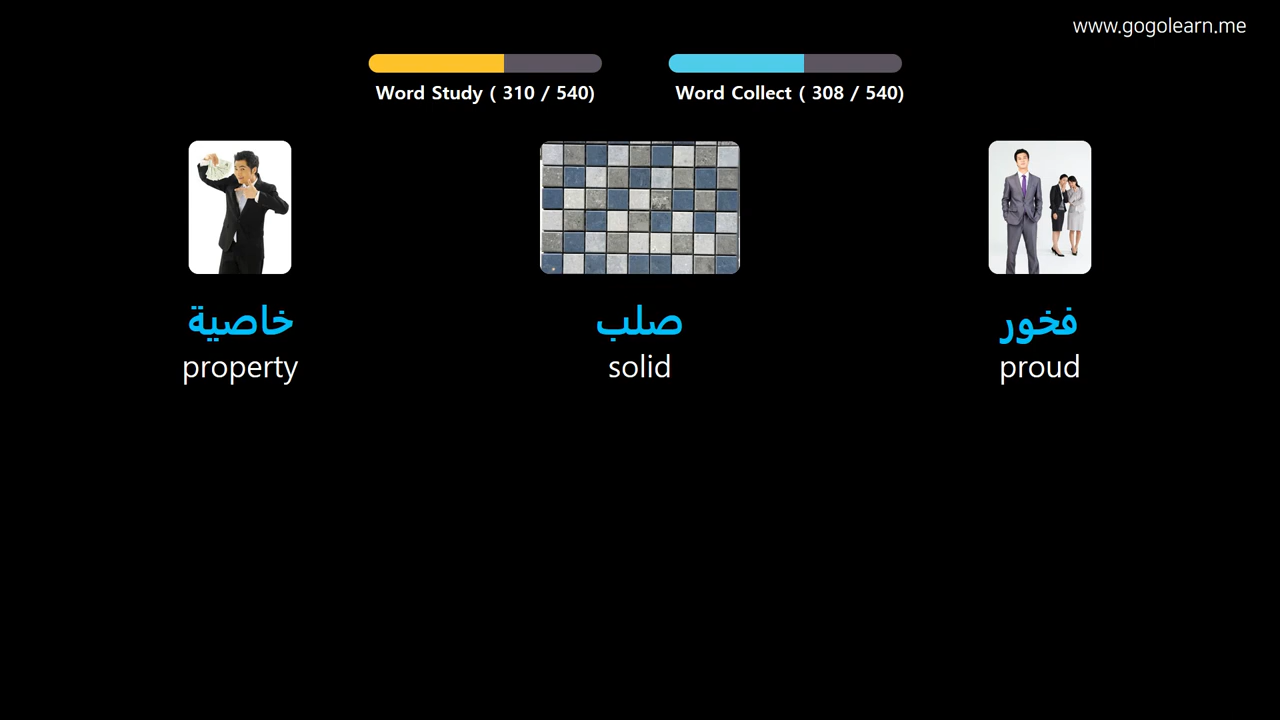 www.gogolearn.me
Word Study ( 310 / 540)
Word Collect ( 308 / 540)
خاصية
property
صلب
solid
فخور
proud